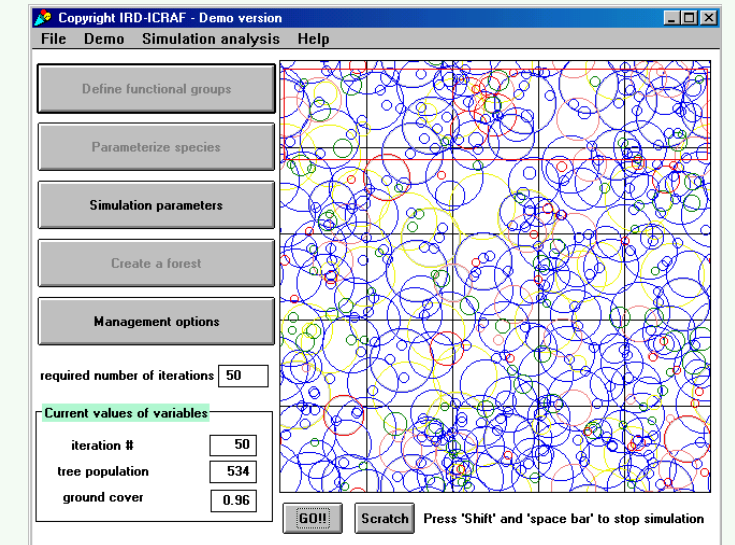 Copyright IRD-ICRAF - Demo version
File Demo Simulation analysis Help
Define functional groups
Parameterize species
Simulation parameters
Create a forest
Management options
required number of iterations 50
Current values of variables
iteration # 50
tree population 534
ground cover 0.96
GO!! Scratch Press 'Shift' and 'space bar' to stop simulation